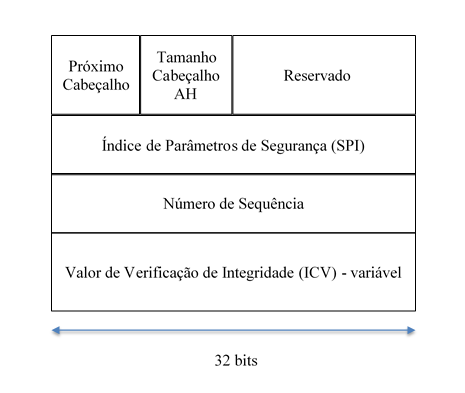 Próximo
Cabeçalho
Tamanho
Cabeçalho
AH
Reservado
Índice de Parâmetros de Segurança (SPI)
Número de Sequência
Valor de Verificação de Integridade (ICV) - variável
32 bits